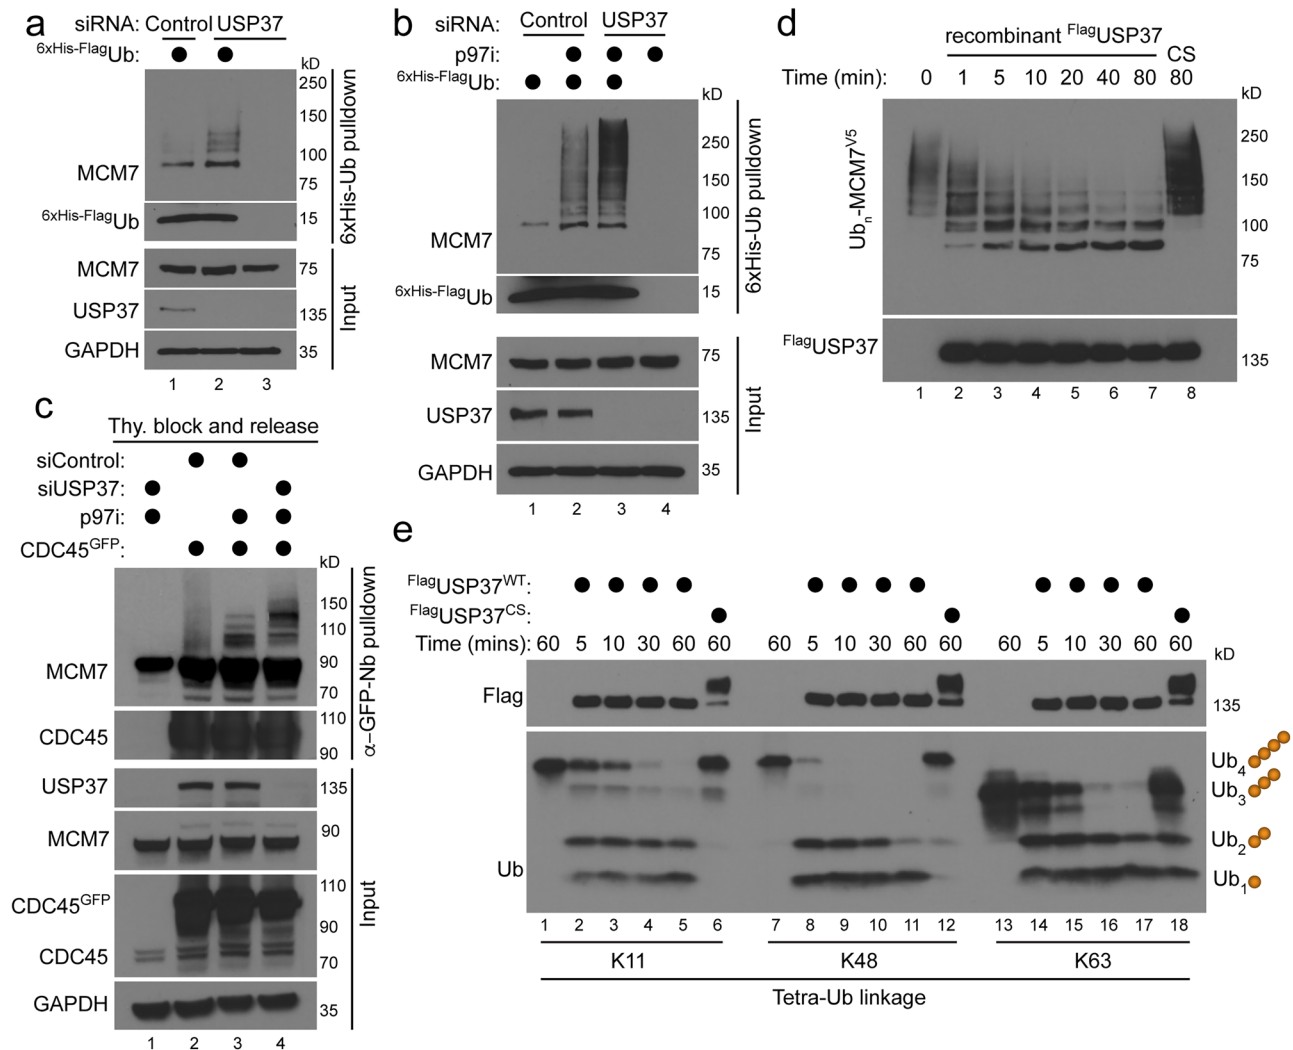 a
siRNA: Control USP37
6xHis-FlagUb:
kD
250
150
100
75
MCM7
6xHis-FlagUb
15
6xHis-Ub pulldown
MCM7
75
USP37
135
GAPDH
35
Input
1 2 3
b
siRNA: Control USP37
p97i:
6xHis-FlagUb:
kD
250
150
100
75
MCM7
6xHis-FlagUb
15
6xHis-Ub pulldown
MCM7
75
USP37
135
GAPDH
35
Input
1 2 3 4
c
Thy. block and release
siControl:
siUSP37:
p97i:
CDC45GFP:
kD
150
110
90
70
MCM7
110
CDC45
90
α–GFP-Nb pulldown
USP37
135
MCM7
90
110
CDC45GFP
90
CDC45
70
GAPDH
35
Input
1 2 3 4
d
recombinant FlagUSP37
CS
Time (min): 0 1 5 10 20 40 80 80
kD
250
150
100
75
Ubn-MCM7V5
FlagUSP37
135
1 2 3 4 5 6 7 8
e
FlagUSP37WT:
FlagUSP37CS:
Time (mins): 60 5 10 30 60 60 60 5 10 30 60 60 60 5 10 30 60 60
kD
Flag
135
Ub4
Ub3
Ub2
Ub
Ub1
1 2 3 4 5 6 7 8 9 10 11 12 13 14 15 16 17 18
K11 K48 K63
Tetra-Ub linkage